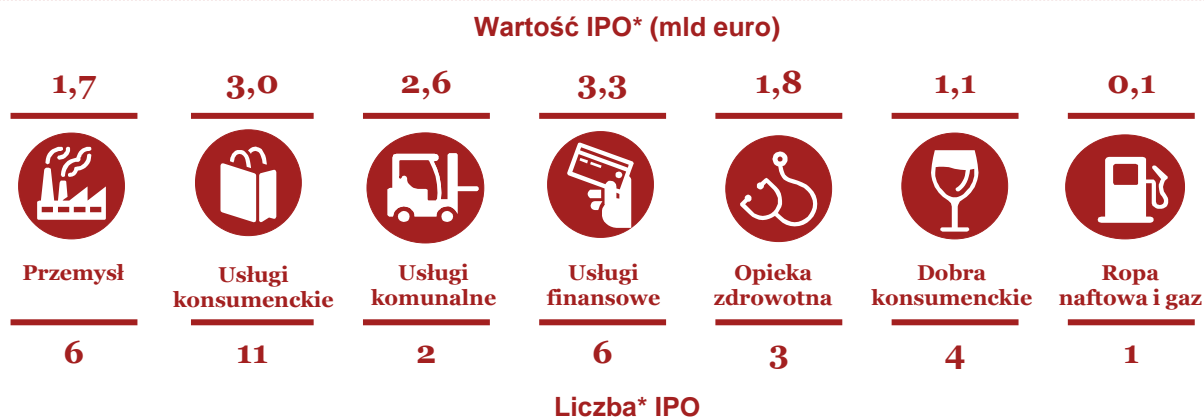 Wartość IPO* (mld euro)
1,7 3,0 2,6 3,3 1,8 1,1 0,1
Przemysł
Usługi
konsumenckie
Usługi
komunalne
Usługi
finansowe
Opieka
zdrowotna
Dobra
konsumenckie
Ropa
naftowa i gaz
6 11 2 6 3 4 1
Liczba* IPO